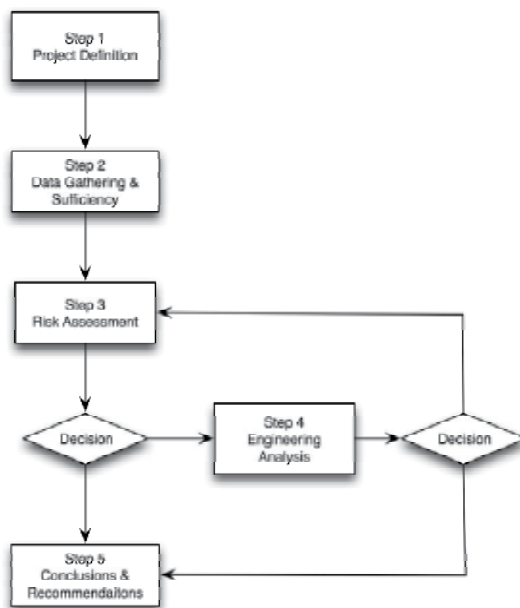 Step 1
Project Definition
Step 2
Data Gathering &
Sufficiency
Step 3
Risk Assessment
Decision
Step 4
Engineering
Analysis
Decision
Step 5
Conclusions &
Recommendaitons